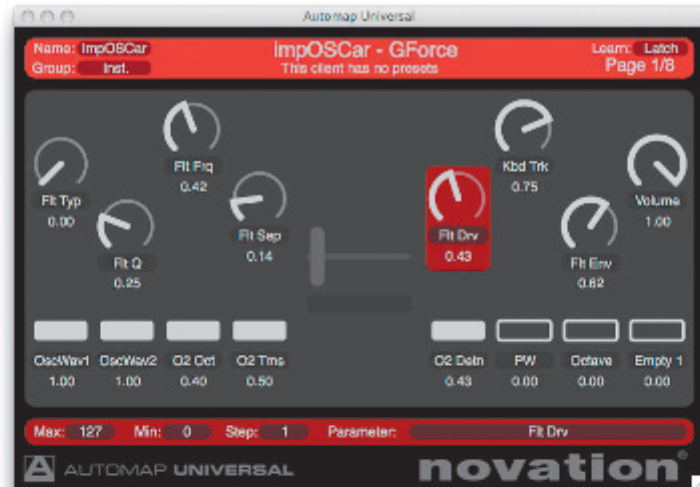 Automap Universal
Name: ImpOSCar
impOSCar - GForce
Learn: Latch
Group: Inst.
This client has no presets
Page 1/8
Flt Frq
0.42
Kbd Trk
0.75
Flt Typ
0.00
Volume
1.00
Flt Sep
0.14
Flt Drv
0.43
Flt Q
0.25
Flt Env
0.62
OscWav1
1.00
OscWav2
1.00
O2 Oct
0.40
O2 Tms
0.50
O2 Detn
0.43
PW
0.00
Octave
0.00
Empty 1
0.00
Max: 127 Min: 0 Step: 1 Parameter: Flt Drv
A AUTOMAP UNIVERSAL
novation®